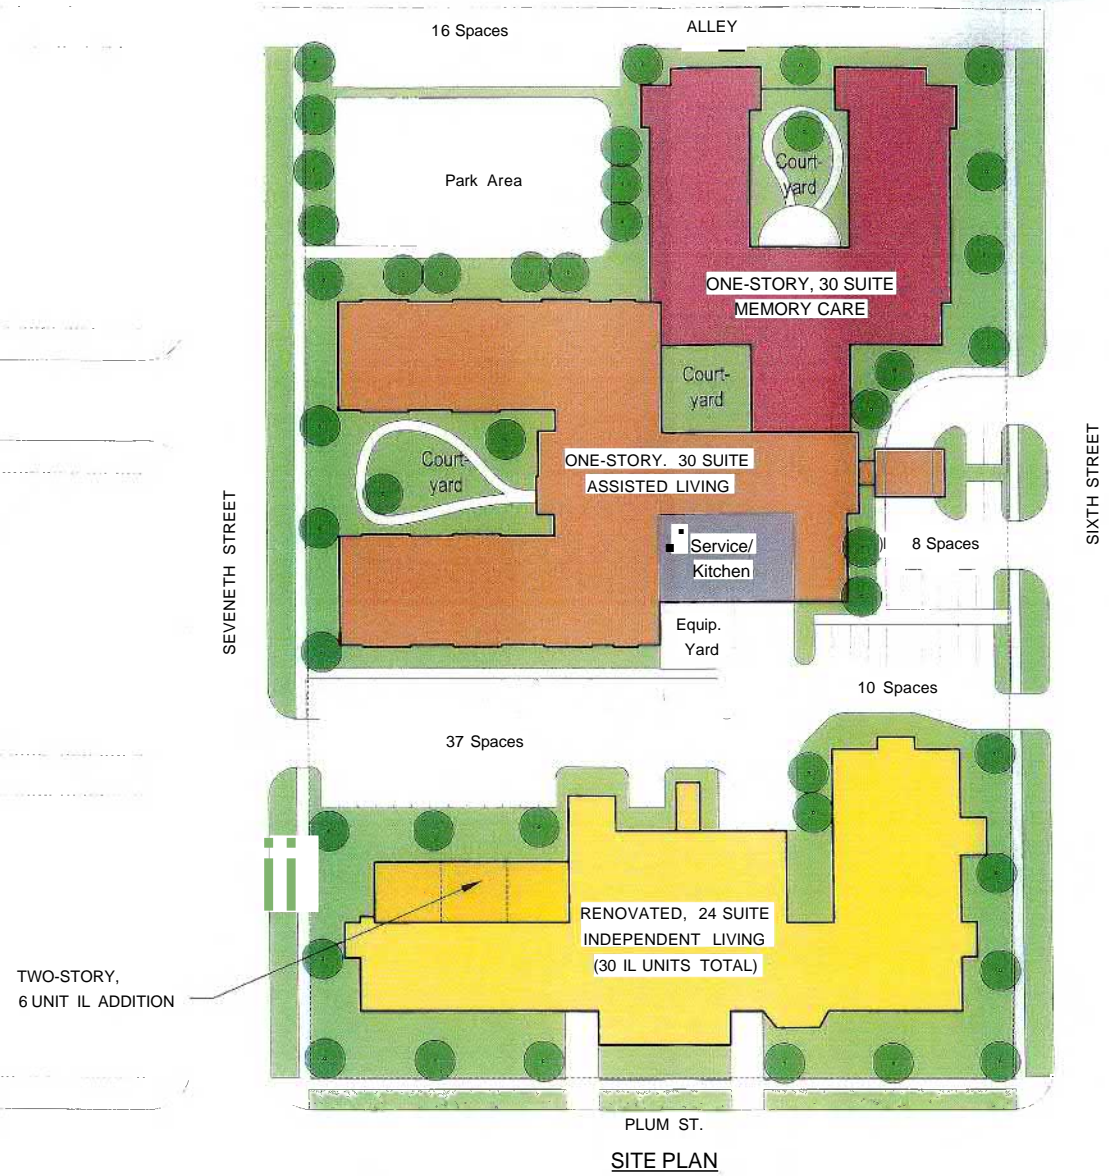 16 Spaces
ALLEY
Park Area
Court-
yard
ONE-STORY, 30 SUITE
MEMORY CARE
Court-
yard
Court-
yard
ONE-STORY. 30 SUITE
ASSISTED LIVING
SEVENETH STREET
SIXTH STREET
Service/
Kitchen
8 Spaces
Equip.
Yard
10 Spaces
37 Spaces
RENOVATED, 24 SUITE
INDEPENDENT LIVING
(30 IL UNITS TOTAL)
TWO-STORY,
6 UNIT IL ADDITION
PLUM ST.
SITE PLAN